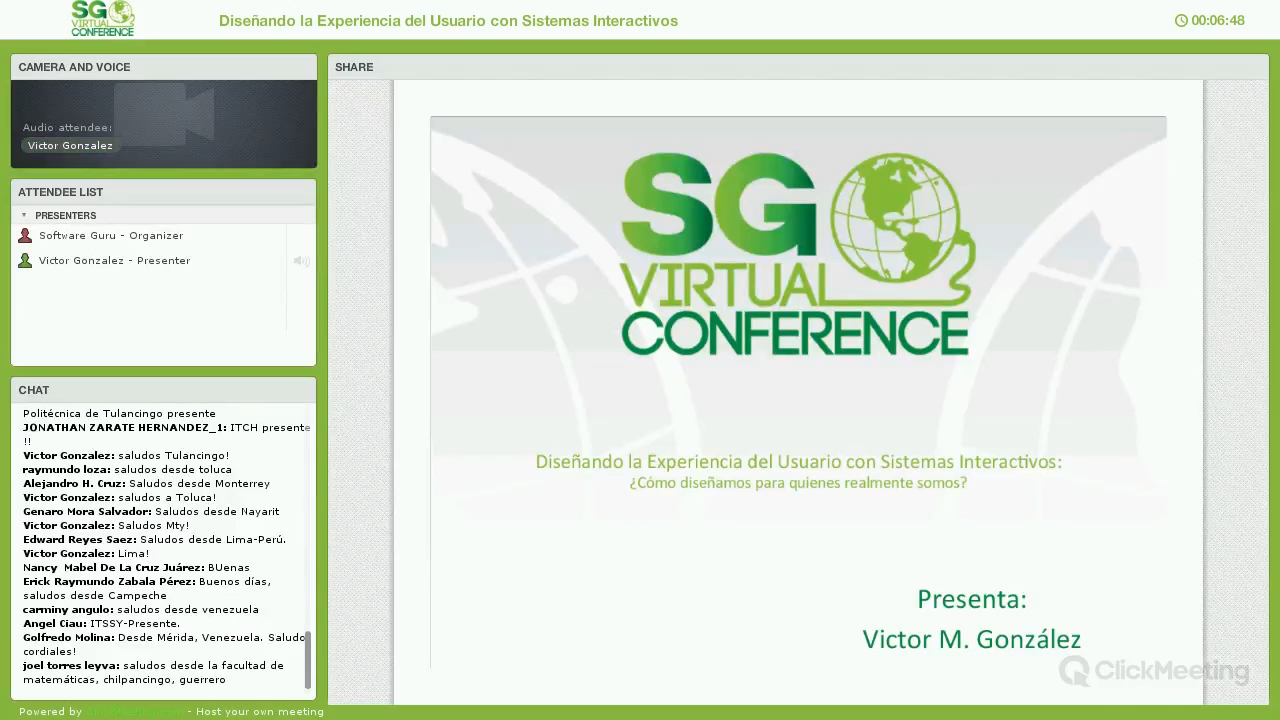 SG
VIRTUAL
CONFERENCE
Diseñando la Experiencia del Usuario con Sistemas Interactivos
00:06:48
CAMERA AND VOICE
Audio attendee:
Victor Gonzalez
ATTENDEE LIST
PRESENTERS
Software Guru - Organizer
Victor Gonzalez - Presenter
CHAT
Politécnica de Tulancingo presente
JONATHAN ZARATE HERNANDEZ_1: ITCH presente
!!
Victor Gonzalez: saludos Tulancingo!
raymundo loza: saludos desde toluca
Alejandro H. Cruz: Saludos desde Monterrey
Victor Gonzalez: saludos a Toluca!
Genaro Mora Salvador: Saludos desde Nayarit
Victor Gonzalez: Saludos Mty!
Edward Reyes Saez: Saludos desde Lima-Perú.
Victor Gonzalez: Lima!
Nancy Mabel De La Cruz Juárez: BUenas
Erick Raymundo Zabala Pérez: Buenos días,
saludos desde Campeche
carminy angulo: saludos desde venezuela
Angel Ciau: ITSSY-Presente.
Golfredo Molina: Desde Mérida, Venezuela. Saludo
cordiales!
joel torres leyva: saludos desde la facultad de
matemáticas, chilpancingo, guerrero
Powered by - Host your own meeting
SHARE
SG
VIRTUAL
CONFERENCE
Diseñando la Experiencia del Usuario con Sistemas Interactivos:
¿Cómo diseñamos para quienes realmente somos?
Presenta:
Victor M. González
ClickMeeting